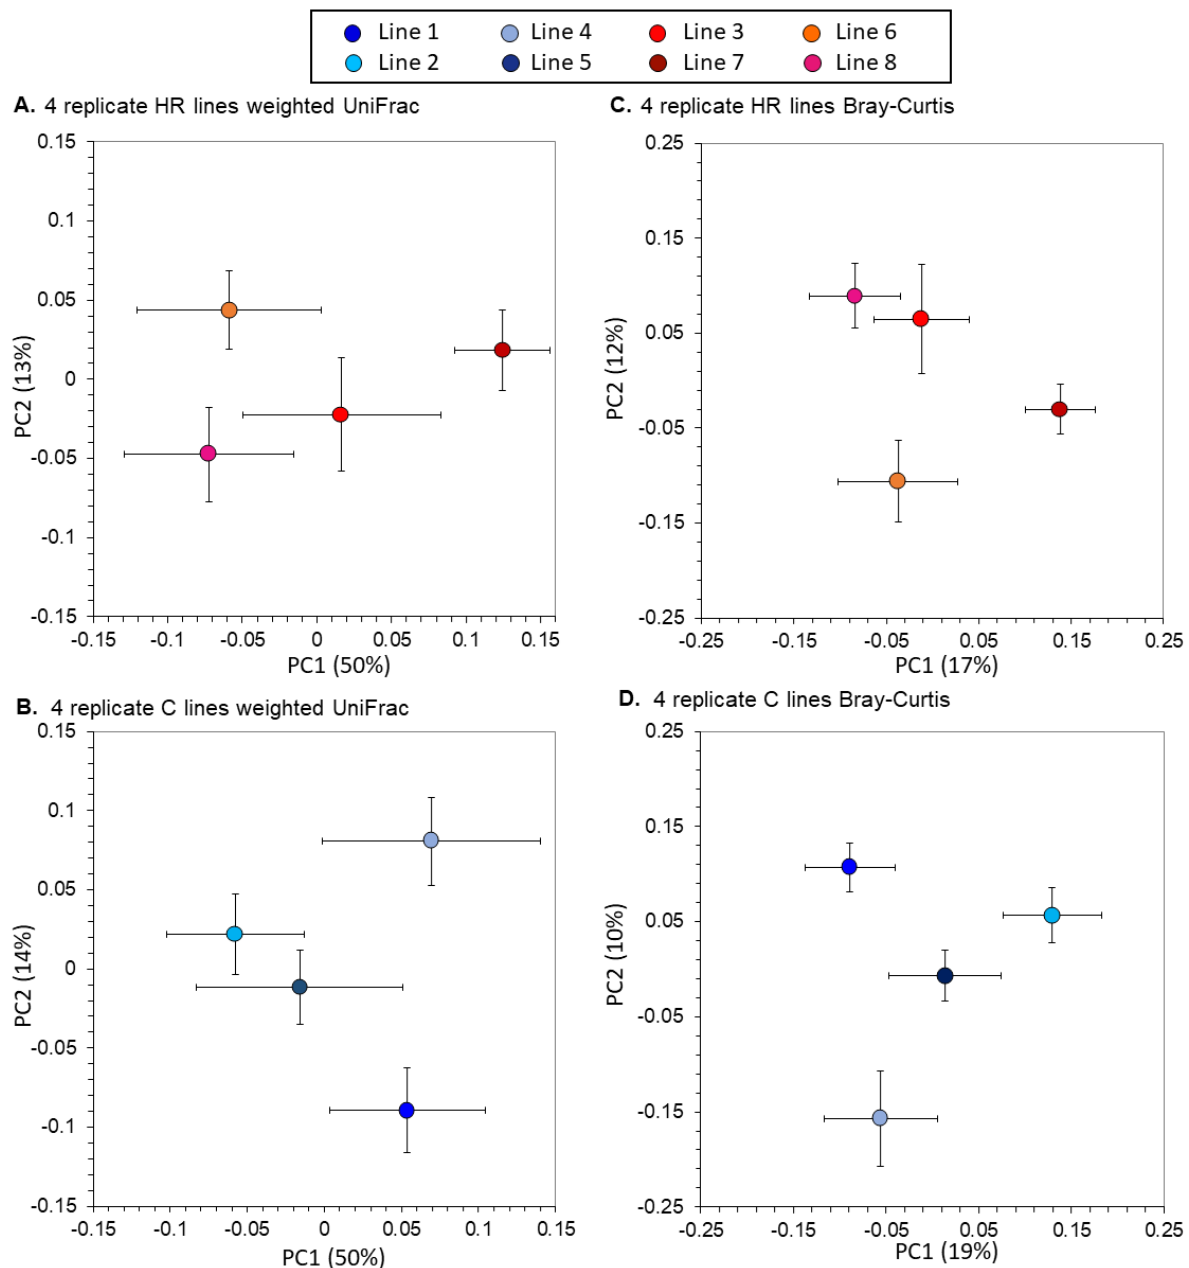 Line 1 Line 4 Line 3 Line 6
Line 2 Line 5 Line 7 Line 8
A. 4 replicate HR lines weighted UniFrac
0.15
0.1
0.05
0
-0.05
-0.1
-0.15
PC2 (13%)
-0.15 -0.1 -0.05 0 0.05 0.1 0.15
PC1 (50%)
C. 4 replicate HR lines Bray-Curtis
0.25
0.15
0.05
-0.05
-0.15
-0.25
PC2 (12%)
-0.25 -0.15 -0.05 0.05 0.15 0.25
PC1 (17%)
B. 4 replicate C lines weighted UniFrac
0.15
0.1
0.05
0
-0.05
-0.1
-0.15
PC2 (14%)
-0.15 -0.1 -0.05 0 0.05 0.1 0.15
PC1 (50%)
D. 4 replicate C lines Bray-Curtis
0.25
0.15
0.05
-0.05
-0.15
-0.25
PC2 (10%)
-0.25 -0.15 -0.05 0.05 0.15 0.25
PC1 (19%)